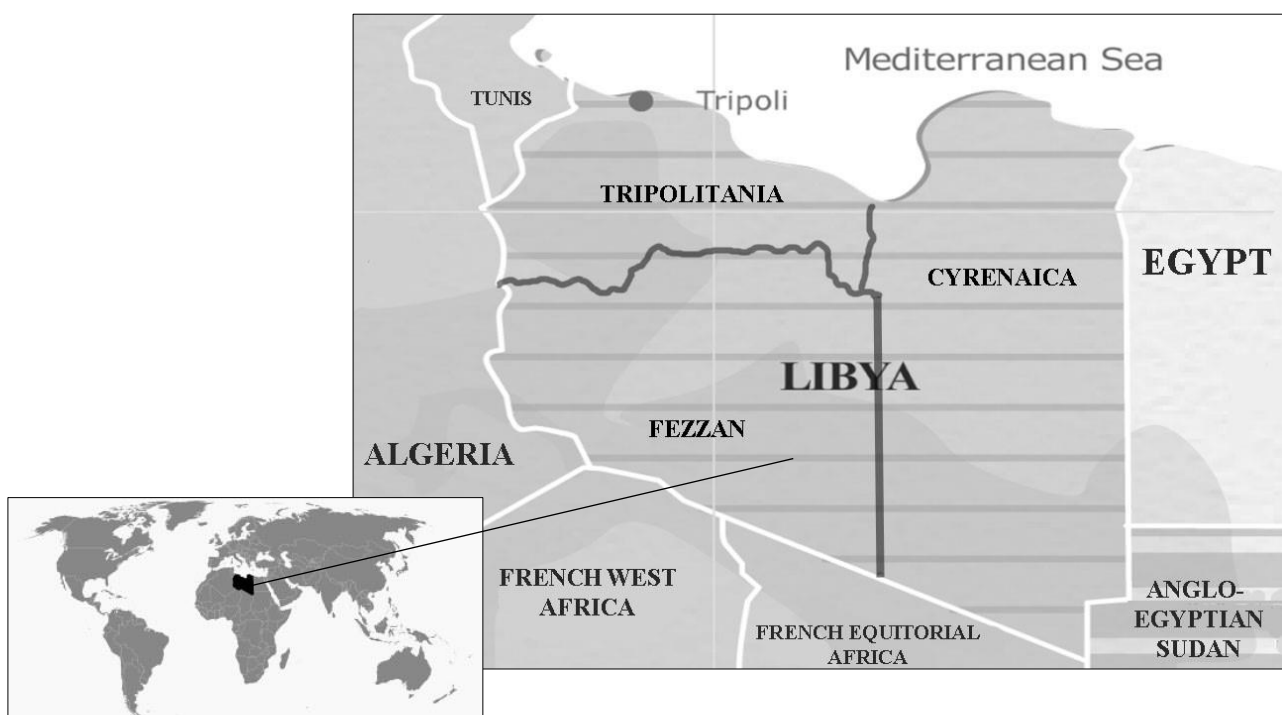 Mediterranean Sea
TUNIS
Tripoli
TRIPOLITANIA
EGYPT
CYRENAICA
LIBYA
FEZZAN
ALGERIA
FRENCH WEST
AFRICA
ANGLO-
EGYPTIAN
SUDAN
FRENCH EQUITORIAL
AFRICA